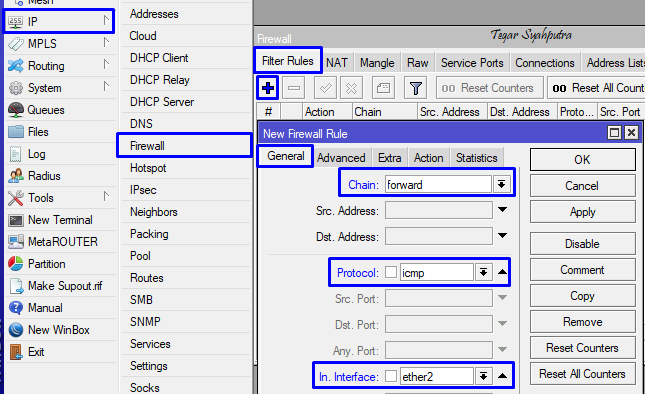 Mesh
IP
MPLS
Routing
System
Queues
Files
Log
Radius
Tools
New Terminal
MetaROUTER
Partition
Make Supout.rif
Manual
New WinBox
Exit
Addresses
Cloud
DHCP Client
DHCP Relay
DHCP Server
DNS
Firewall
Hotspot
IPsec
Neighbors
Packing
Pool
Routes
SMB
SNMP
Services
Settings
Socks
Firewall
Tegar Syahputra
Filter Rules NAT Mangle Raw Service Ports Connections Address Lists
00 Reset Counters 00 Reset All Counters
# Action Chain Src. Address Dst. Address Proto... Src. Port
New Firewall Rule
General Advanced Extra Action Statistics
Chain: forward
Src. Address:
Dst. Address:
Protocol: icmp
Src. Port:
Dst. Port:
Any. Port:
In. Interface: ether2
OK
Cancel
Apply
Disable
Comment
Copy
Remove
Reset Counters
Reset All Counters